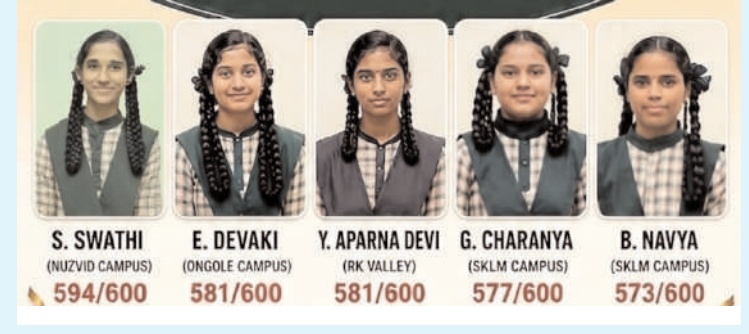 S. SWATHI
(NUZVID CAMPUS)
594/600
E. DEVAKI
(ONGOLE CAMPUS)
581/600
Y. APARNA DEVI
(RK VALLEY)
581/600
G. CHARANYA
(SKLM CAMPUS)
577/600
B. NAVYA
(SKLM CAMPUS)
573/600